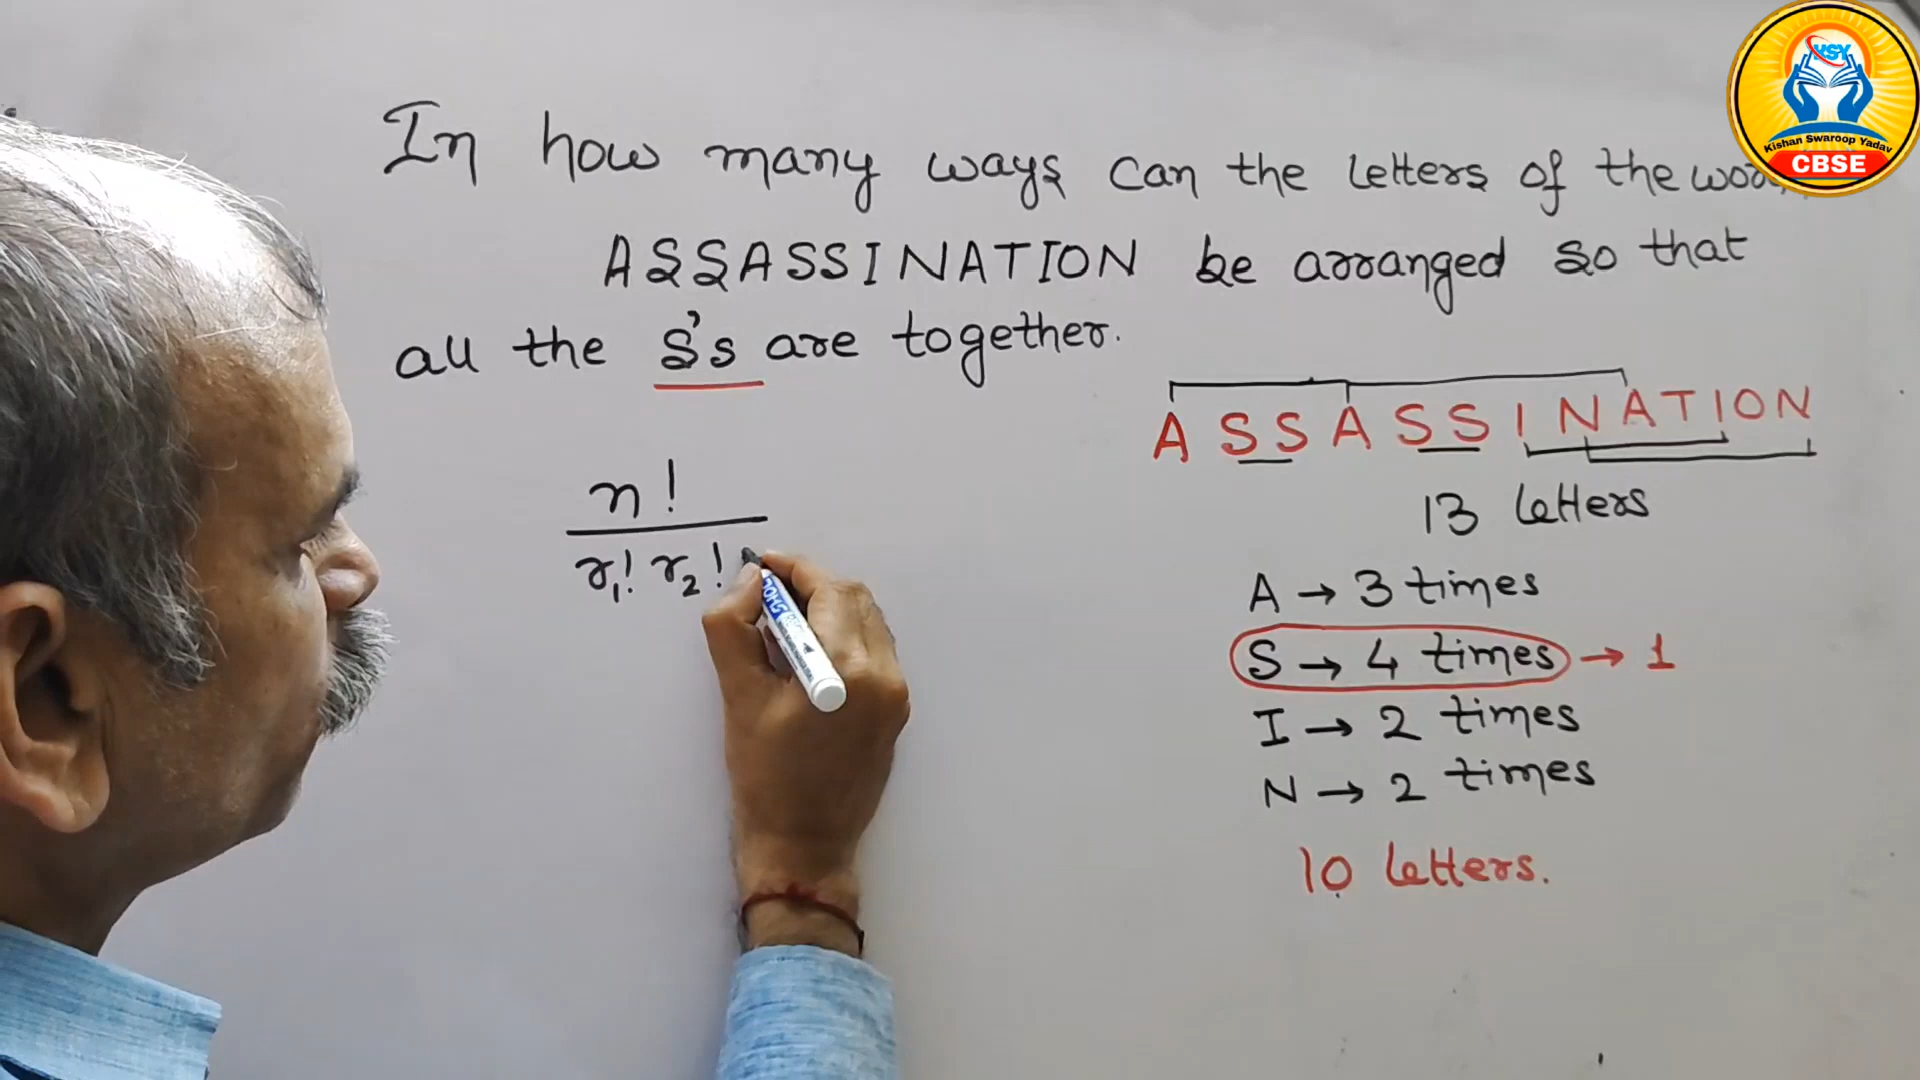 In how many ways can the letters of the
ASSASSINATION be arranged so that
all the S's are together.
ASSASSINATION
13 letters
n!
r₁! r₂!
A → 3 times
S → 4 times → 1
I → 2 times
N → 2 times
10 letters.
KSY
Kishan Swaroop Yadav
CBSE